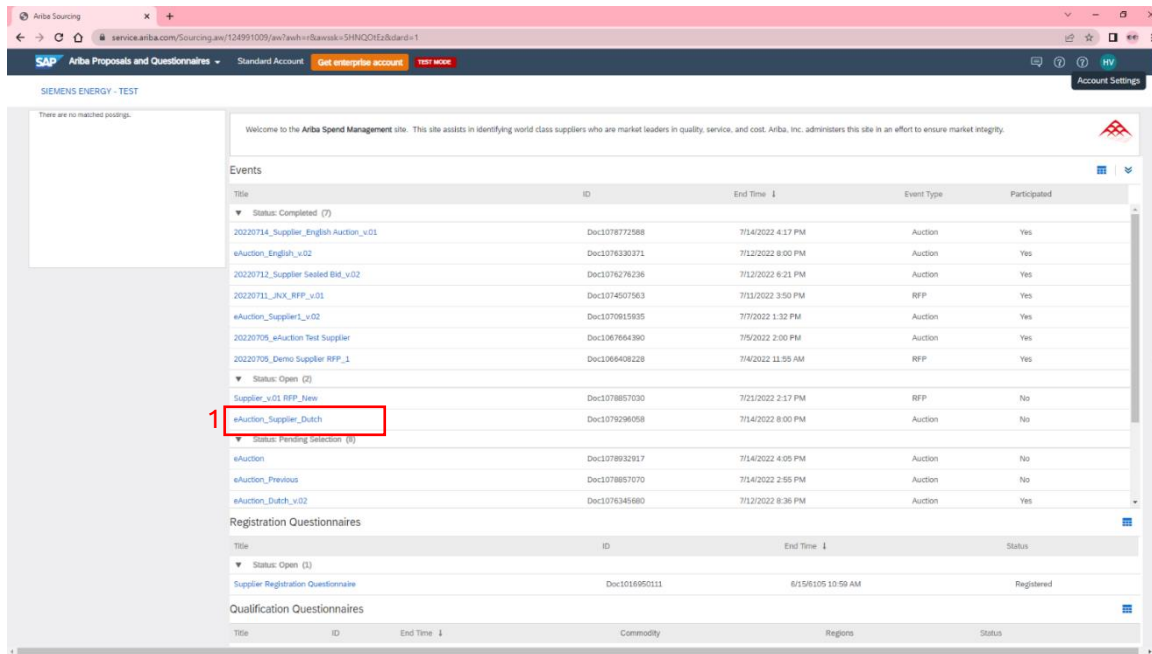 Ariba Sourcing
service.ariba.com/Sourcing.aw/124991009/aw?awh=r&awssk=5HNQOtEz&dard=1
SAP Ariba Proposals and Questionnaires Standard Account Get enterprise account TEST MODE HV
Account Settings
SIEMENS ENERGY - TEST
There are no matched postings.
Welcome to the Ariba Spend Management site. This site assists in identifying world class suppliers who are market leaders in quality, service, and cost. Ariba, Inc. administers this site in an effort to ensure market integrity.
Events
Title ID End Time ↓ Event Type Participated
▼ Status: Completed (7)
20220714_Supplier_English Auction_v.01 Doc1078772588 7/14/2022 4:17 PM Auction Yes
eAuction_English_v.02 Doc1076330371 7/12/2022 8:00 PM Auction Yes
20220712_Supplier Sealed Bid_v.02 Doc1076276236 7/12/2022 6:21 PM Auction Yes
20220711_JNX_RFP_v.01 Doc1074507563 7/11/2022 3:50 PM RFP Yes
eAuction_Supplier1_v.02 Doc1070915935 7/7/2022 1:32 PM Auction Yes
20220705_eAuction Test Supplier Doc1067664390 7/5/2022 2:00 PM Auction Yes
20220705_Demo Supplier RFP_1 Doc1066408228 7/4/2022 11:55 AM RFP Yes
▼ Status: Open (2)
Supplier_v.01 RFP_New Doc1078857030 7/21/2022 2:17 PM RFP No
1 eAuction_Supplier_Dutch Doc1079296058 7/14/2022 8:00 PM Auction No
▼ Status: Pending Selection (8)
eAuction Doc1078932917 7/14/2022 4:05 PM Auction No
eAuction_Previous Doc1078857070 7/14/2022 2:55 PM Auction No
eAuction_Dutch_v.02 Doc1076345680 7/12/2022 8:36 PM Auction Yes
Registration Questionnaires
Title ID End Time ↓ Status
▼ Status: Open (1)
Supplier Registration Questionnaire Doc1016950111 6/15/6105 10:59 AM Registered
Qualification Questionnaires
Title ID End Time ↓ Commodity Regions Status